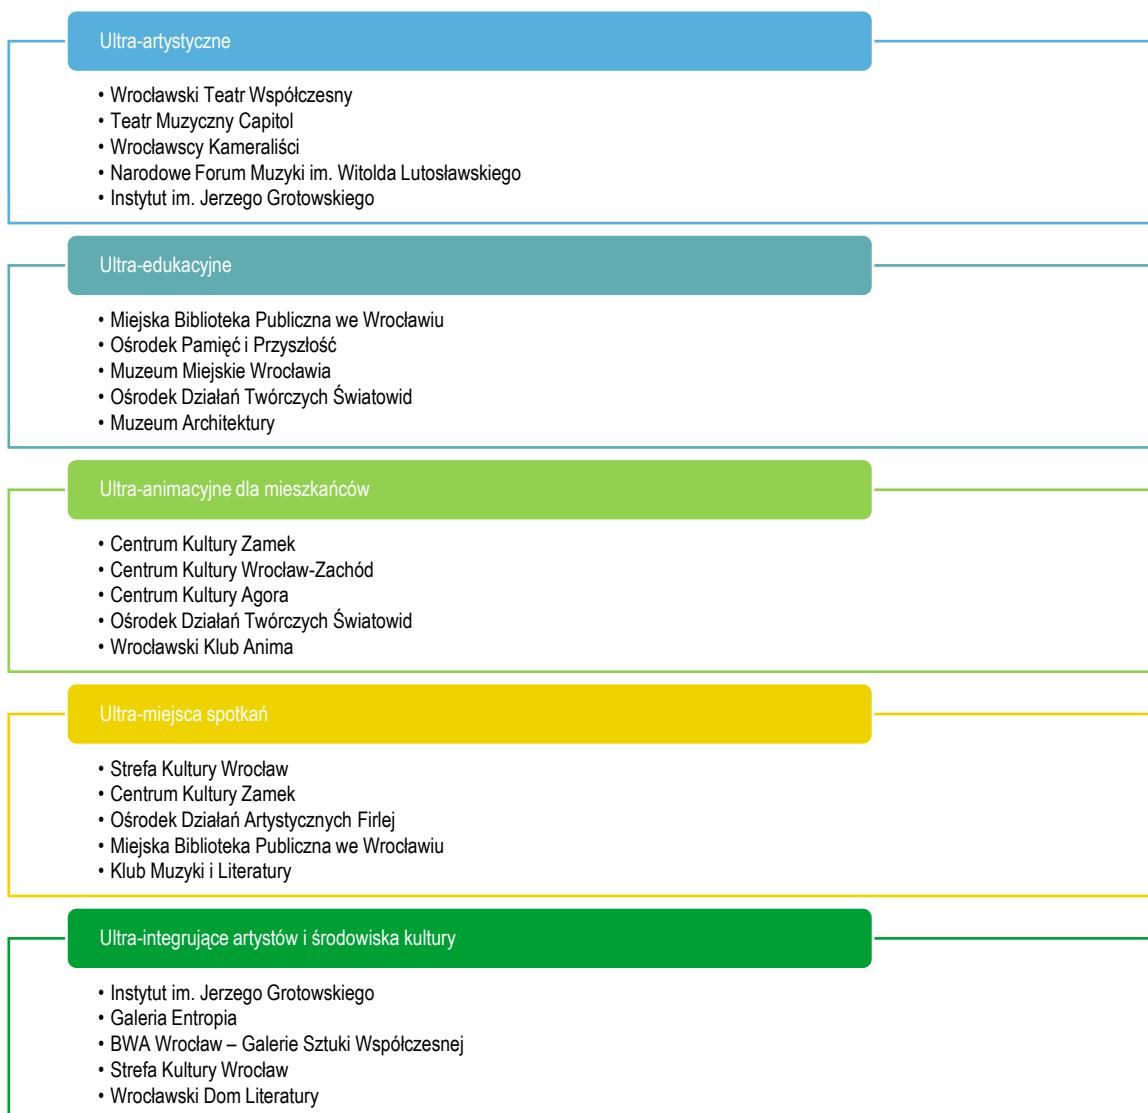 Ultra-artystyczne
• Wrocławski Teatr Współczesny
• Teatr Muzyczny Capitol
• Wrocławscy Kameraliści
• Narodowe Forum Muzyki im. Witolda Lutosławskiego
• Instytut im. Jerzego Grotowskiego
Ultra-edukacyjne
• Miejska Biblioteka Publiczna we Wrocławiu
• Ośrodek Pamięć i Przyszłość
• Muzeum Miejskie Wrocławia
• Ośrodek Działań Twórczych Światowid
• Muzeum Architektury
Ultra-animacyjne dla mieszkańców
• Centrum Kultury Zamek
• Centrum Kultury Wrocław-Zachód
• Centrum Kultury Agora
• Ośrodek Działań Twórczych Światowid
• Wrocławski Klub Anima
Ultra-miejsca spotkań
• Strefa Kultury Wrocław
• Centrum Kultury Zamek
• Ośrodek Działań Artystycznych Firlej
• Miejska Biblioteka Publiczna we Wrocławiu
• Klub Muzyki i Literatury
Ultra-integrujące artystów i środowiska kultury
• Instytut im. Jerzego Grotowskiego
• Galeria Entropia
• BWA Wrocław – Galerie Sztuki Współczesnej
• Strefa Kultury Wrocław
• Wrocławski Dom Literatury